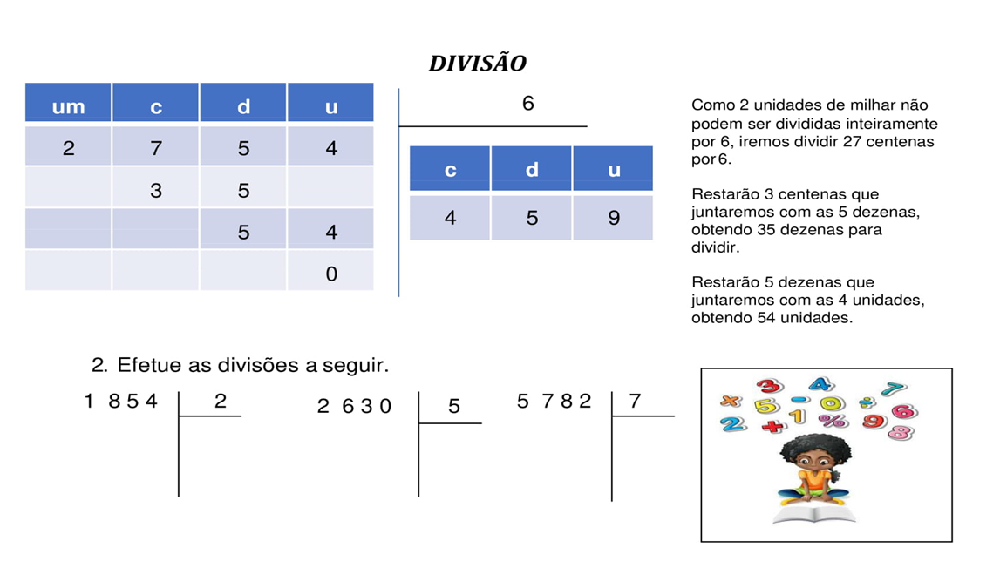 DIVISÃO
um c d u
2 7 5 4
3 5
5 4
0
6
c d u
4 5 9
Como 2 unidades de milhar não
podem ser divididas inteiramente
por 6, iremos dividir 27 centenas
por 6.
Restarão 3 centenas que
juntaremos com as 5 dezenas,
obtendo 35 dezenas para
dividir.
Restarão 5 dezenas que
juntaremos com as 4 unidades,
obtendo 54 unidades.
2. Efetue as divisões a seguir.
1 8 5 4 2
2 6 3 0 5
5 7 8 2 7
3 4 7
× 5 - 0 ÷ 6
2 + 1 % 9 8